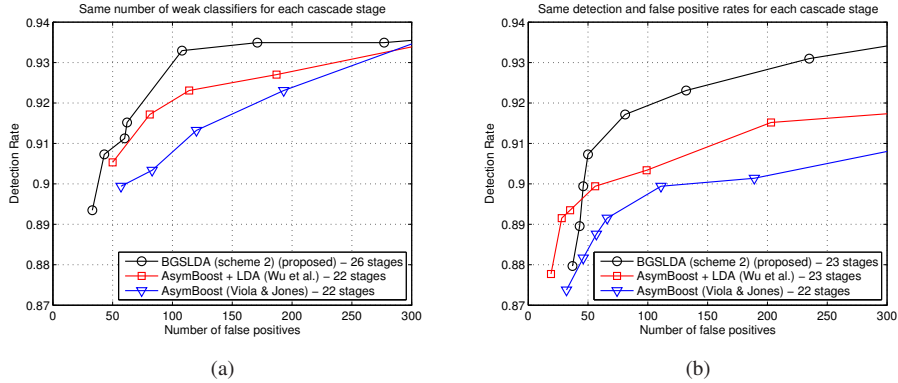 Same number of weak classifiers for each cascade stage
0.94
0.93
0.92
0.91
0.9
0.89
0.88
0.87
Detection Rate
BGSLDA (scheme 2) (proposed) − 26 stages
AsymBoost + LDA (Wu et al.) − 22 stages
AsymBoost (Viola & Jones) − 22 stages
0 50 100 150 200 250 300
Number of false positives
(a)
Same detection and false positive rates for each cascade stage
0.94
0.93
0.92
0.91
0.9
0.89
0.88
0.87
Detection Rate
BGSLDA (scheme 2) (proposed) − 23 stages
AsymBoost + LDA (Wu et al.) − 23 stages
AsymBoost (Viola & Jones) − 22 stages
0 50 100 150 200 250 300
Number of false positives
(b)